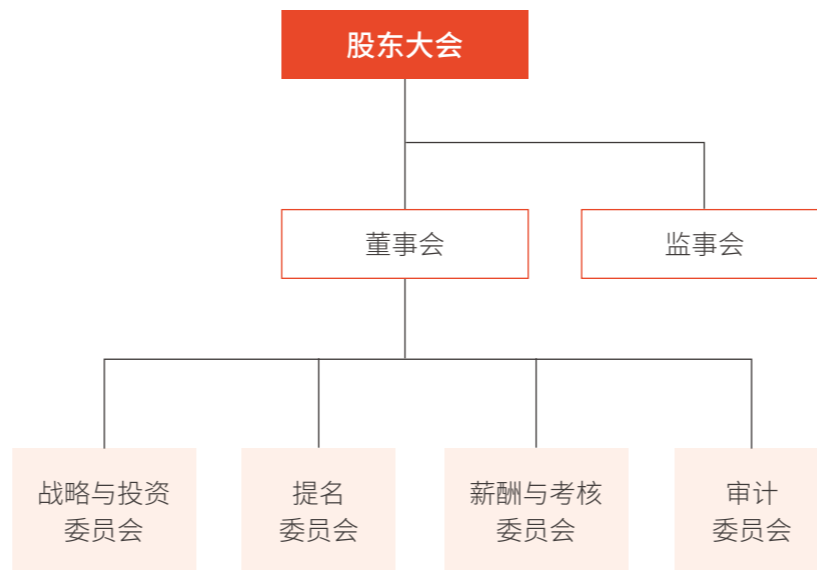 股东大会
董事会
监事会
战略与投资
委员会
提名
委员会
薪酬与考核
委员会
审计
委员会